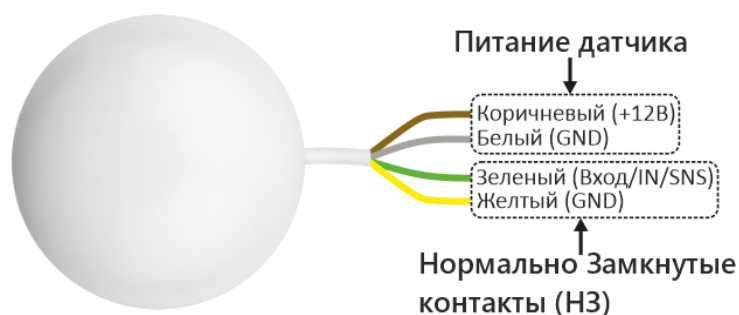 Питание датчика
Коричневый (+12В)
Белый (GND)
Зеленый (Вход/IN/SNS)
Желтый (GND)
Нормально Замкнутые
контакты (НЗ)